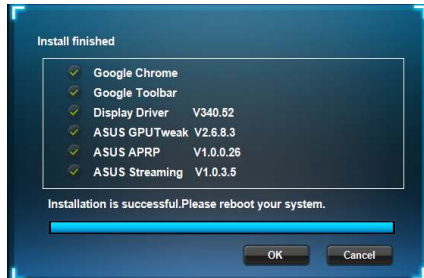 Install finished
Google Chrome
Google Toolbar
Display Driver V340.52
ASUS GPUTweak V2.6.8.3
ASUS APRP V1.0.0.26
ASUS Streaming V1.0.3.5
Installation is successful.Please reboot your system.
OK Cancel